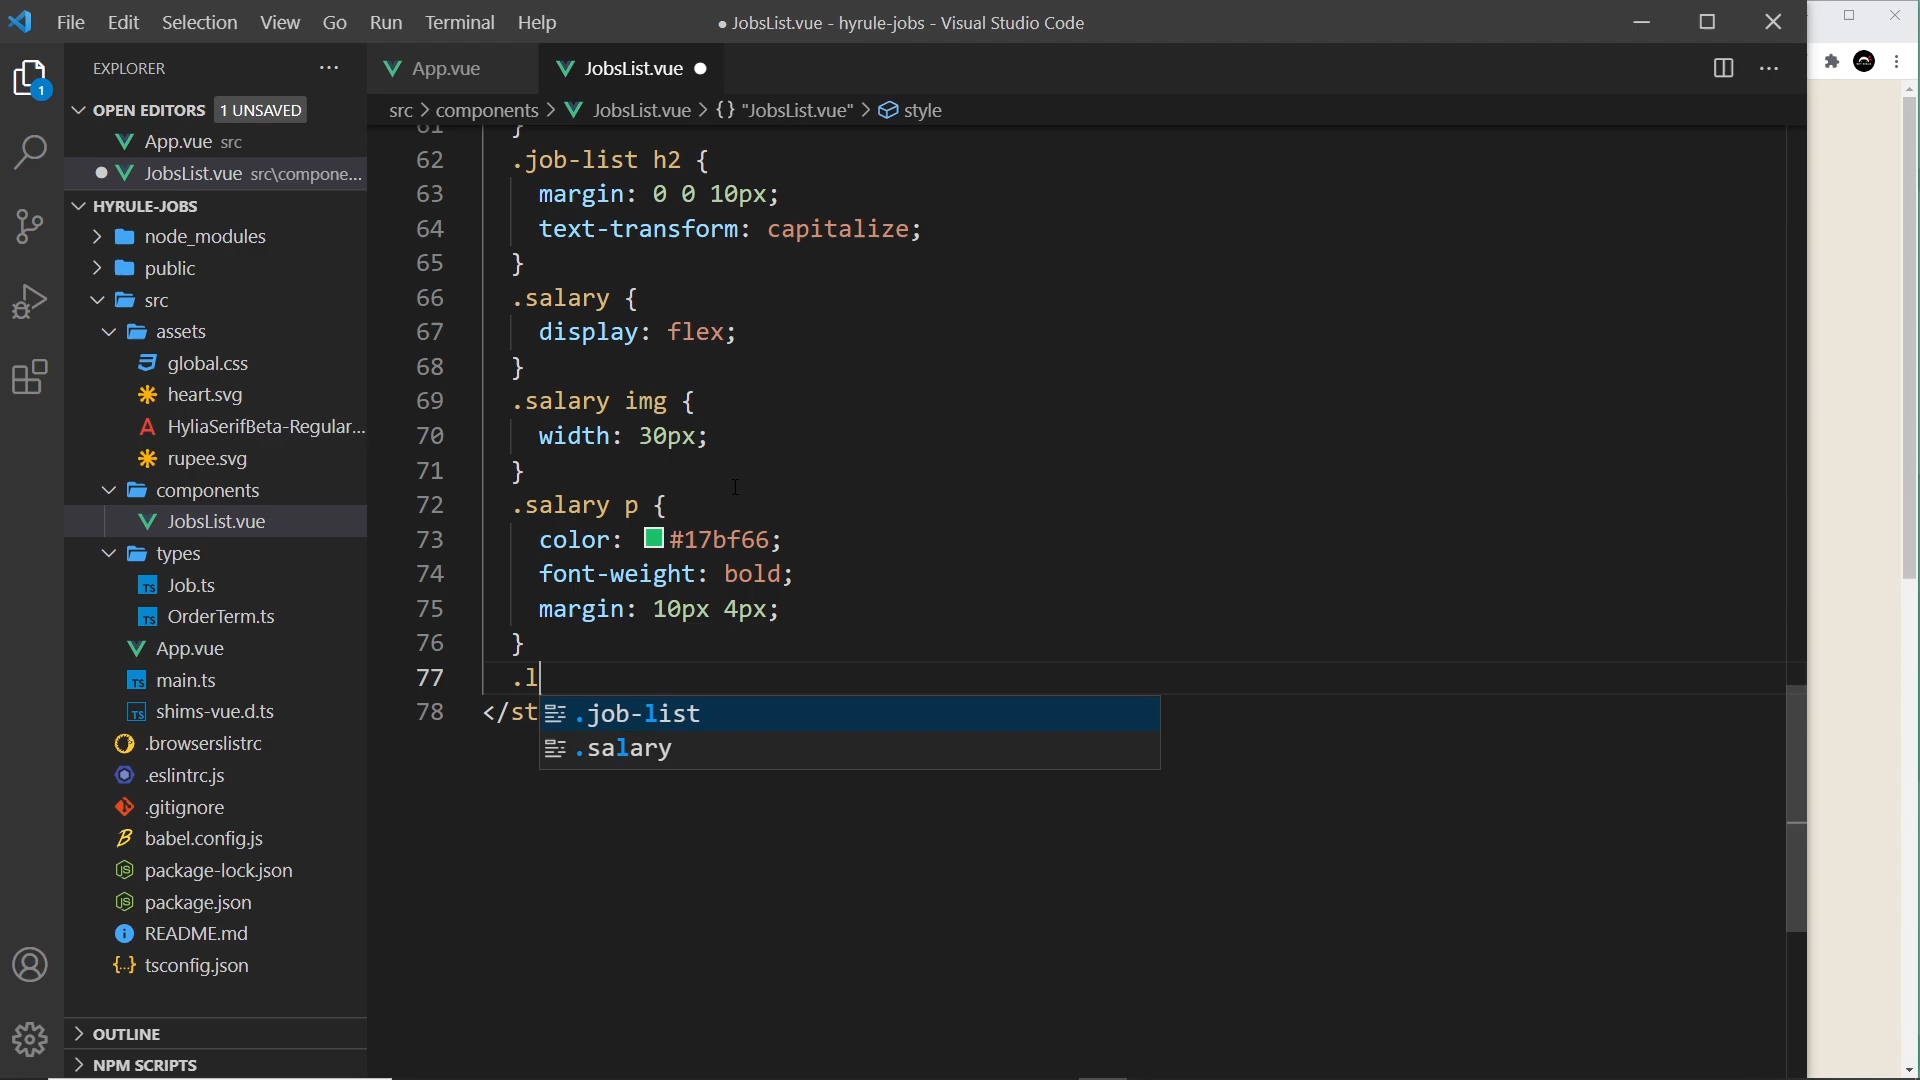 File Edit Selection View Go Run Terminal Help
● JobsList.vue - hyrule-jobs - Visual Studio Code
EXPLORER
App.vue
JobsList.vue
OPEN EDITORS 1 UNSAVED
src > components > JobsList.vue > {} "JobsList.vue" > style
App.vue src
JobsList.vue src\compone...
HYRULE-JOBS
node_modules
public
src
assets
global.css
heart.svg
HyliaSerifBeta-Regular...
rupee.svg
components
JobsList.vue
types
Job.ts
OrderTerm.ts
App.vue
main.ts
shims-vue.d.ts
.browserslistrc
.eslintrc.js
.gitignore
babel.config.js
package-lock.json
package.json
README.md
tsconfig.json
OUTLINE
NPM SCRIPTS
1
61 }
62 .job-list h2 {
63 margin: 0 0 10px;
64 text-transform: capitalize;
65 }
66 .salary {
67 display: flex;
68 }
69 .salary img {
70 width: 30px;
71 }
72 .salary p {
73 color: #17bf66;
74 font-weight: bold;
75 margin: 10px 4px;
76 }
77 .l
78 </st
.job-list
.salary